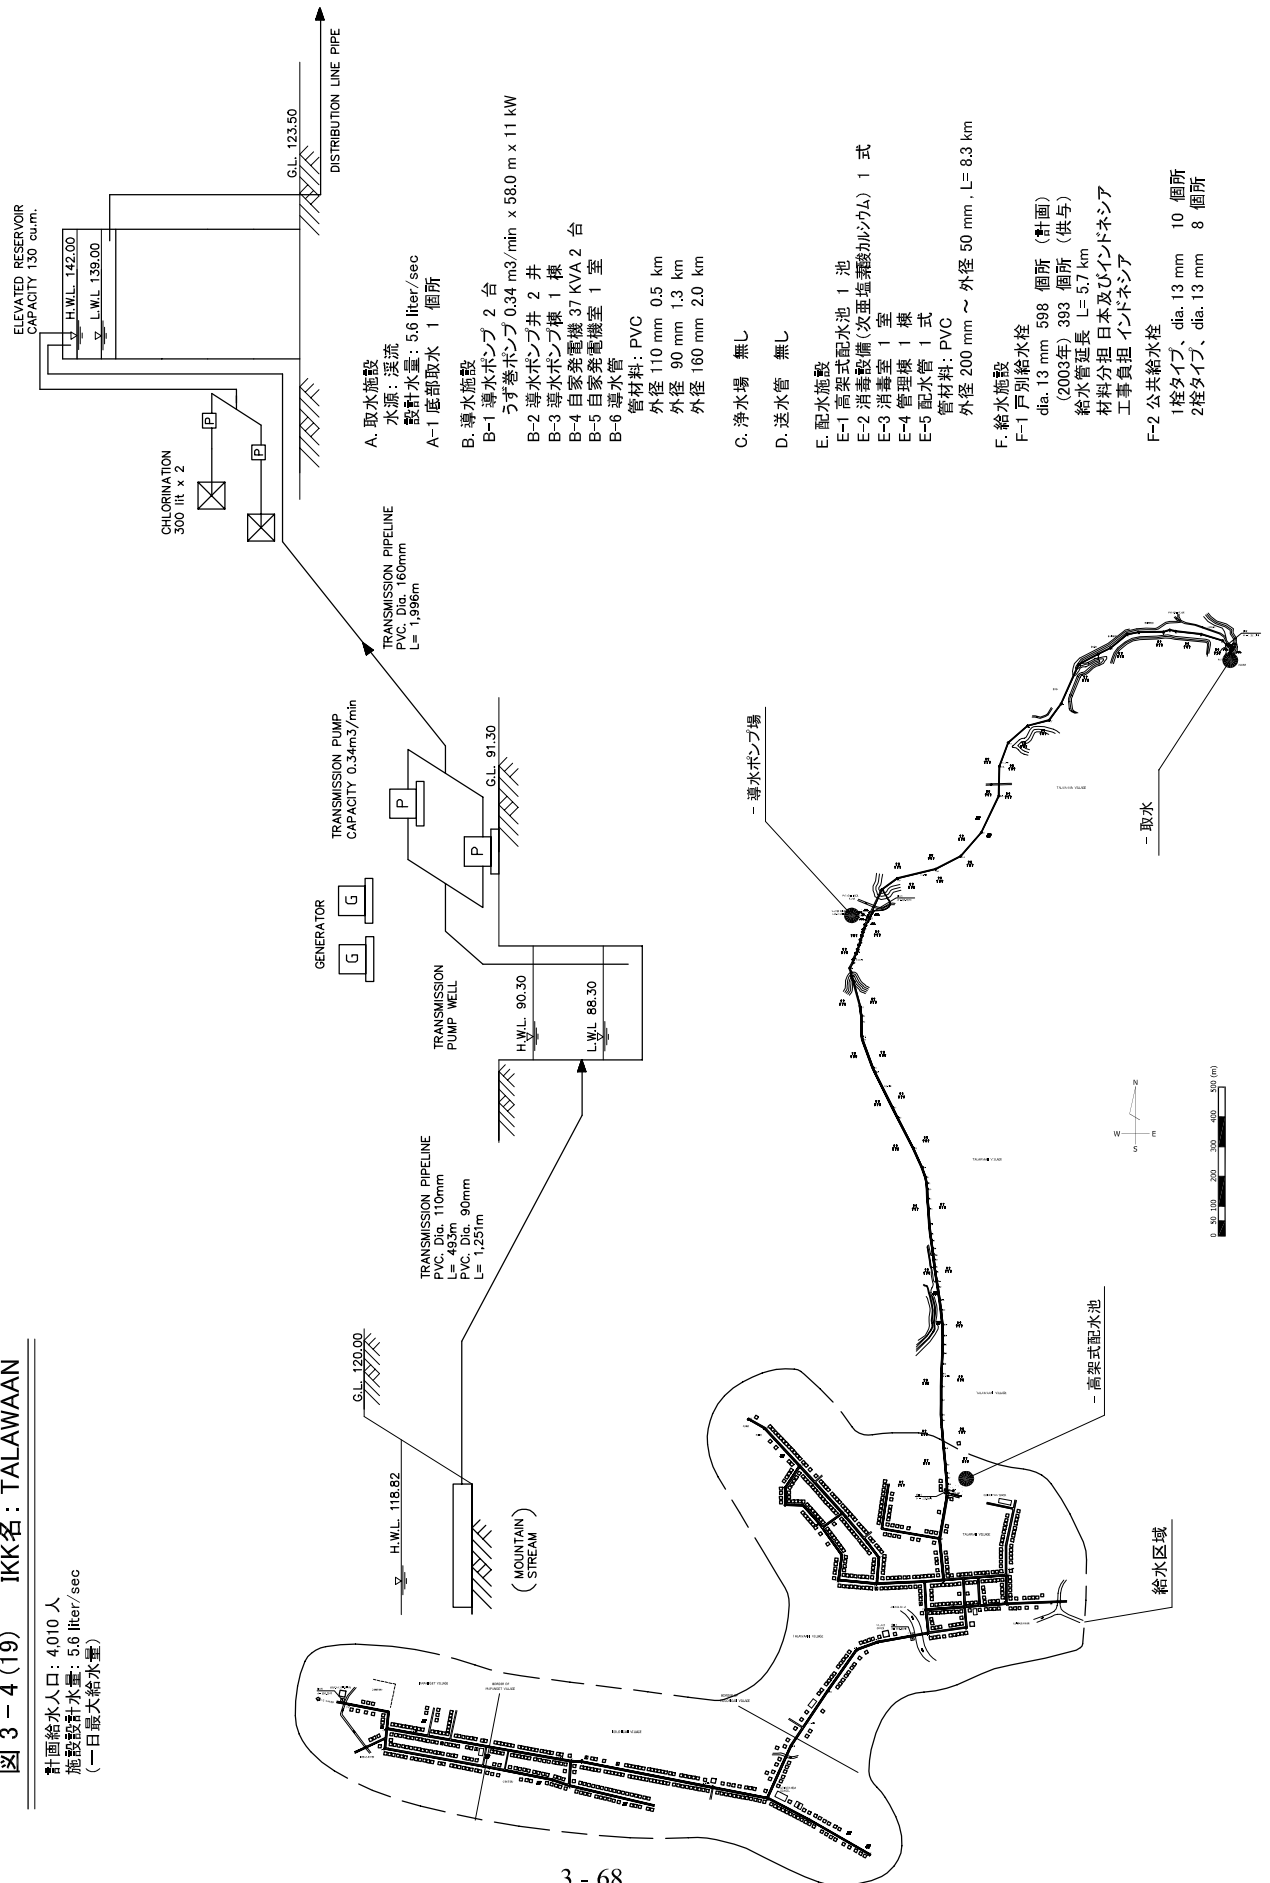 図 3 − 4 (19)　IKK名 : TALAWAAN
計画給水人口: 4,010 人
施設設計水量: 5.6 liter/sec
(一日最大給水量)
G.L. 120.00
H.W.L. 118.82
(MOUNTAIN
STREAM)
TRANSMISSION PIPELINE
PVC. Dia. 110mm
L= 493m
PVC. Dia. 90mm
L= 1,251m
TRANSMISSION
PUMP WELL
H.W.L. 90.30
L.W.L 88.30
GENERATOR
G
G
TRANSMISSION PUMP
CAPACITY 0.34m3/min
P
P
G.L. 91.30
TRANSMISSION PIPELINE
PVC. Dia. 160mm
L= 1,996m
CHLORINATION
300 lit x 2
P
P
ELEVATED RESERVOIR
CAPACITY 130 cu.m.
H.W.L. 142.00
L.W.L 139.00
G.L. 123.50
DISTRIBUTION LINE PIPE
A. 取水施設
水源: 渓流
設計水量: 5.6 liter/sec
A-1 底部取水 1 個所
B. 導水施設
B-1 導水ポンプ 2 台
うず巻ポンプ 0.34 m3/min x 58.0 m x 11 kW
B-2 導水ポンプ井 2 井
B-3 導水ポンプ棟 1 棟
B-4 自家発電機 37 KVA 2 台
B-5 自家発電機室 1 室
B-6 導水管
管材料: PVC
外径 110 mm 0.5 km
外径 90 mm 1.3 km
外径 160 mm 2.0 km
C. 浄水場 無し
D. 送水管 無し
E. 配水施設
E-1 高架式配水池 1 池
E-2 消毒設備(次亜塩素酸カルシウム) 1 式
E-3 消毒室 1 室
E-4 管理棟 1 棟
E-5 配水管 1 式
管材料: PVC
外径 200 mm ～ 外径 50 mm , L= 8.3 km
F. 給水施設
F-1 戸別給水栓
dia. 13 mm 598 個所 (計画)
(2003年) 393 個所 (供与)
給水管延長 L= 5.7 km
材料分担 日本及びインドネシア
工事負担 インドネシア
F-2 公共給水栓
1栓タイプ、dia. 13 mm 10 個所
2栓タイプ、dia. 13 mm 8 個所
- 導水ポンプ場
- 取水
- 高架式配水池
給水区域
N
W
E
S
0 50 100 200 300 400 500 (m)
TALAWAAN VILLAGE
TALAWAAN VILLAGE
TALAWAAN VILLAGE
TALAWAAN VILLAGE
TALAWAAN VILLAGE
3 - 68